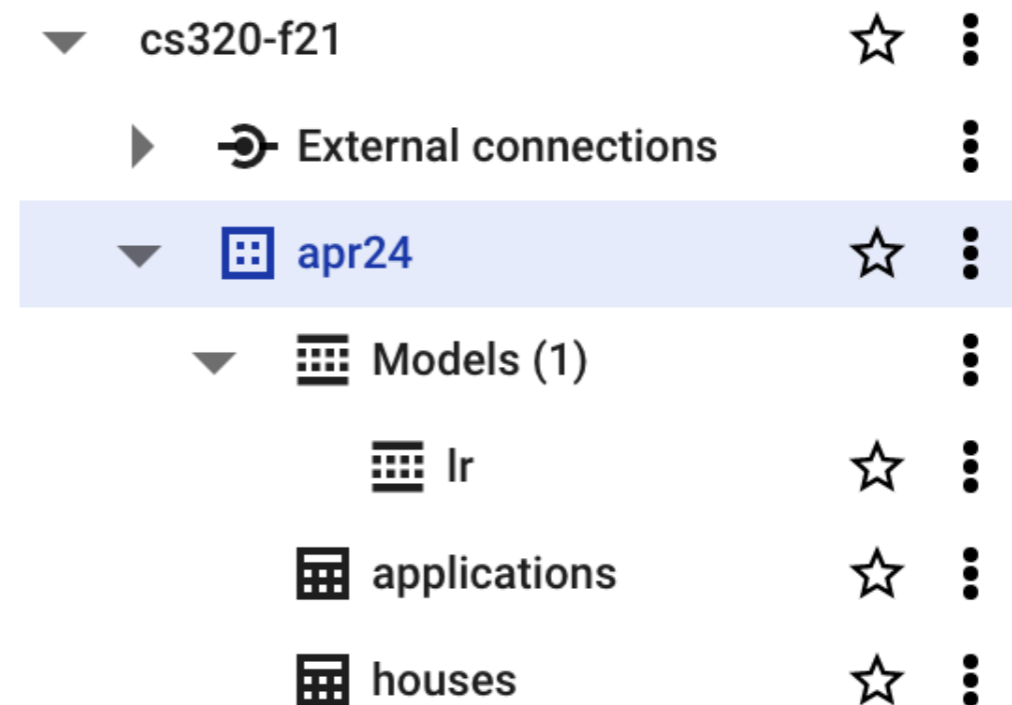 cs320-f21
External connections
apr24
Models (1)
lr
applications
houses